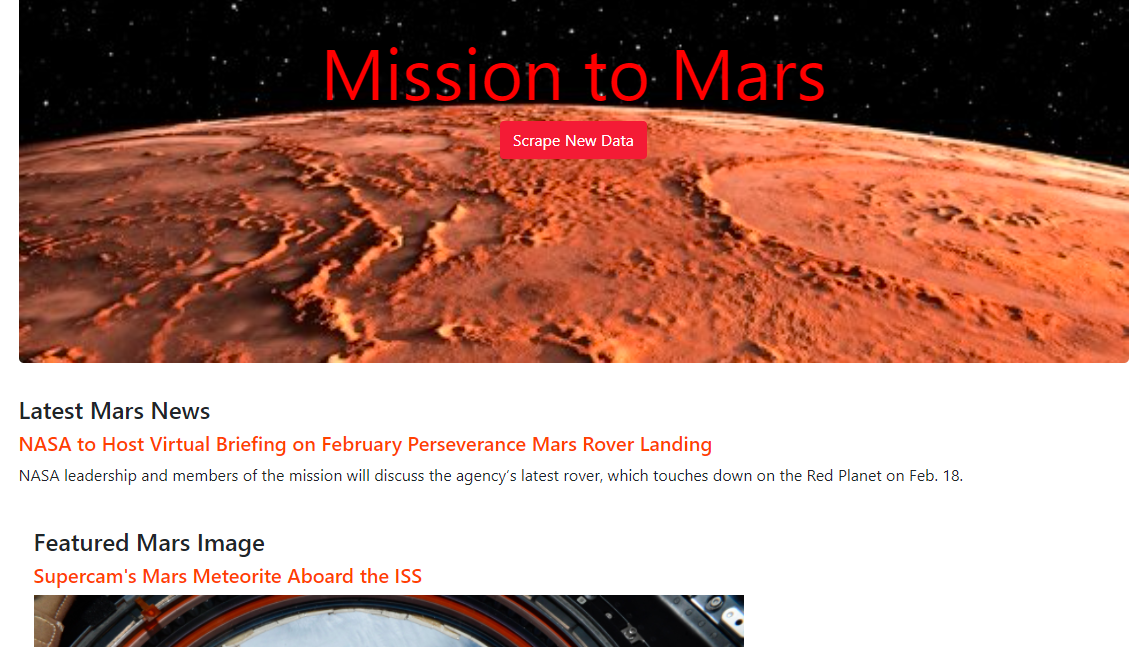 Mission to Mars
Scrape New Data
Latest Mars News
NASA to Host Virtual Briefing on February Perseverance Mars Rover Landing
NASA leadership and members of the mission will discuss the agency’s latest rover, which touches down on the Red Planet on Feb. 18.
Featured Mars Image
Supercam's Mars Meteorite Aboard the ISS